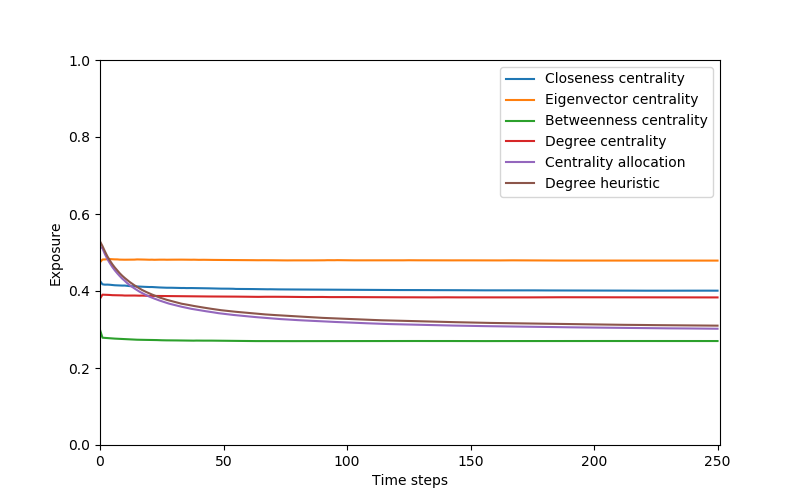 1.0
0.8
0.6
0.4
0.2
0.0
Exposure
0
50
100
150
200
250
Time steps
Closeness centrality
Eigenvector centrality
Betweenness centrality
Degree centrality
Centrality allocation
Degree heuristic